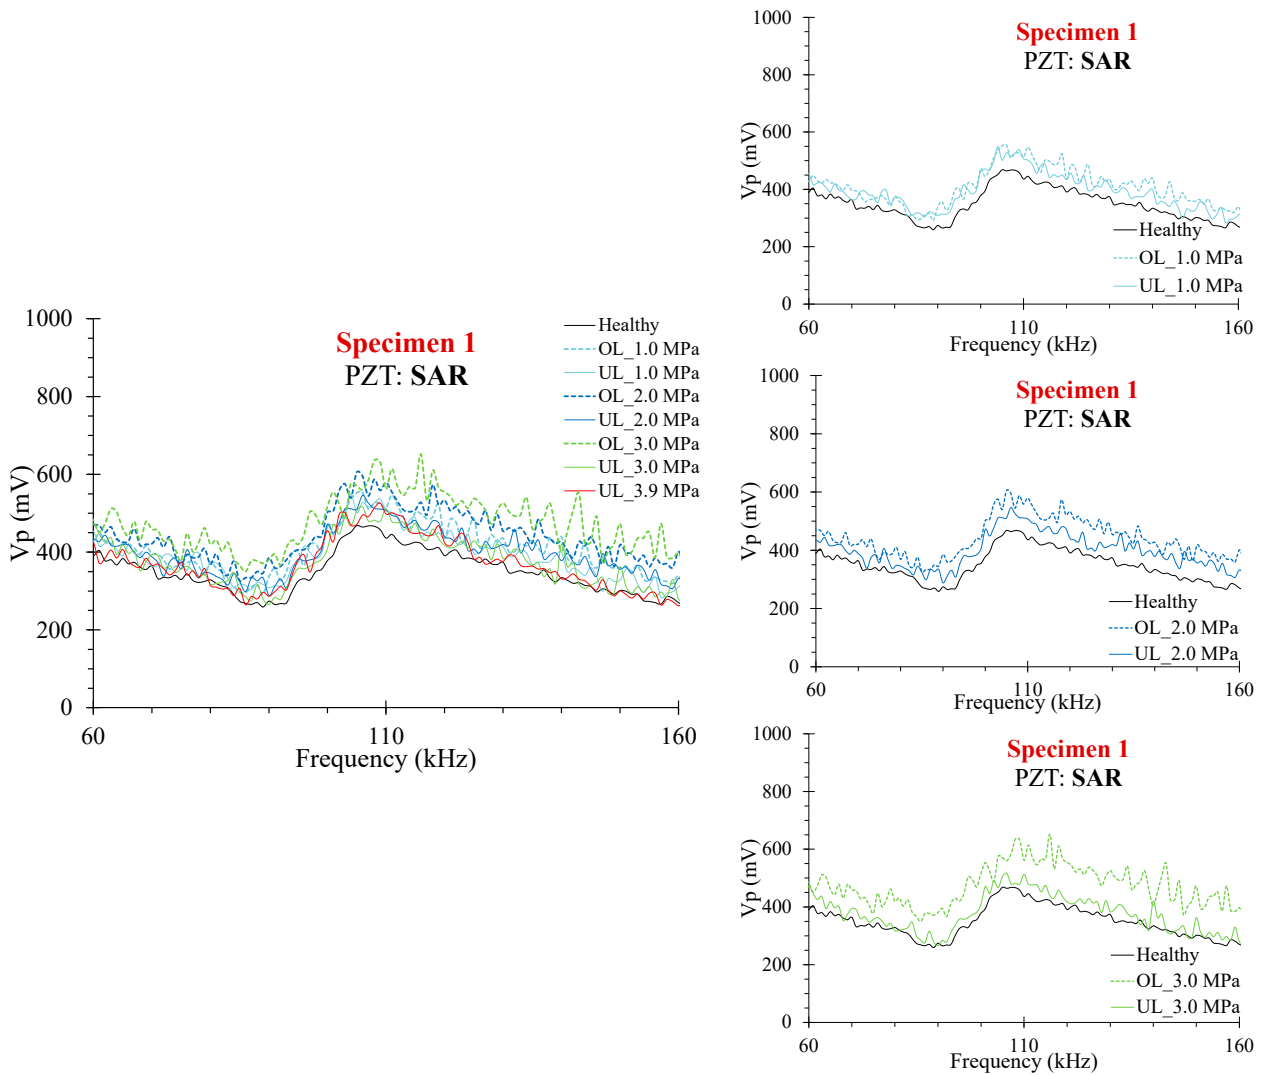 1000
800
600
400
200
0
60
110
160
Vp (mV)
Frequency (kHz)
Specimen 1
PZT: SAR
Healthy
OL_1.0 MPa
UL_1.0 MPa
OL_2.0 MPa
UL_2.0 MPa
OL_3.0 MPa
UL_3.0 MPa
UL_3.9 MPa
1000
800
600
400
200
0
60
110
160
Vp (mV)
Frequency (kHz)
Specimen 1
PZT: SAR
Healthy
OL_1.0 MPa
UL_1.0 MPa
1000
800
600
400
200
0
60
110
160
Vp (mV)
Frequency (kHz)
Specimen 1
PZT: SAR
Healthy
OL_2.0 MPa
UL_2.0 MPa
1000
800
600
400
200
0
60
110
160
Vp (mV)
Frequency (kHz)
Specimen 1
PZT: SAR
Healthy
OL_3.0 MPa
UL_3.0 MPa